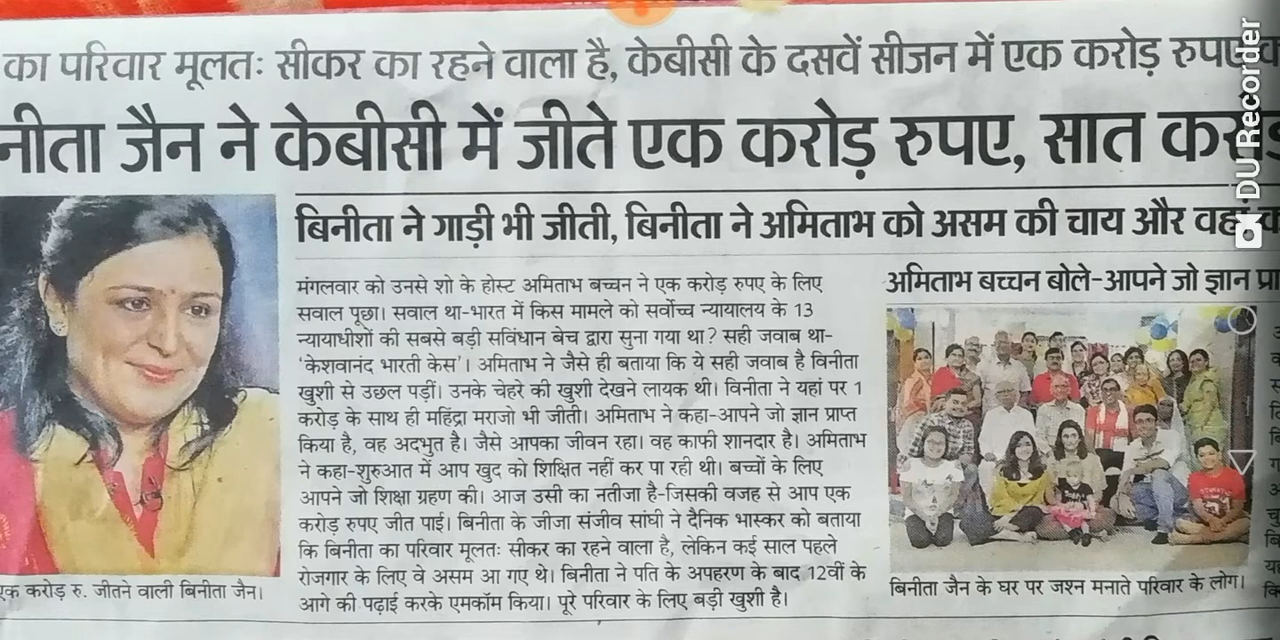 का परिवार मूलतः सीकर का रहने वाला है, केबीसी के दसवें सीजन में एक करोड़ रुपए
नीता जैन ने केबीसी में जीते एक करोड़ रुपए, सात
बिनीता ने गाड़ी भी जीती, बिनीता ने अमिताभ को असम की चाय और
मंगलवार को उनसे शो के होस्ट अमिताभ बच्चन ने एक करोड़ रुपए के लिए
सवाल पूछा। सवाल था-भारत में किस मामले को सर्वोच्च न्यायालय के 13
न्यायाधीशों की सबसे बड़ी सविंधान बेच द्वारा सुना गया था? सही जवाब था-
'केशवानंद भारती केस'। अमिताभ ने जैसे ही बताया कि ये सही जवाब है विनीता
खुशी से उछल पड़ीं। उनके चेहरे की खुशी देखने लायक थी। विनीता ने यहां पर 1
करोड़ के साथ ही महिंद्रा मराजो भी जीती। अमिताभ ने कहा-आपने जो ज्ञान प्राप्त
किया है, वह अदभुत है। जैसे आपका जीवन रहा। वह काफी शानदार है। अमिताभ
ने कहा-शुरुआत में आप खुद को शिक्षित नहीं कर पा रही थी। बच्चों के लिए
आपने जो शिक्षा ग्रहण की। आज उसी का नतीजा है-जिसकी वजह से आप एक
करोड़ रुपए जीत पाई। बिनीता के जीजा संजीव सांघी ने दैनिक भास्कर को बताया
कि बिनीता का परिवार मूलतः सीकर का रहने वाला है, लेकिन कई साल पहले
रोजगार के लिए वे असम आ गए थे। बिनीता ने पति के अपहरण के बाद 12वीं के
आगे की पढ़ाई करके एमकॉम किया। पूरे परिवार के लिए बड़ी खुशी है।
एक करोड़ रु. जीतने वाली बिनीता जैन।
अमिताभ बच्चन बोले-आपने जो ज्ञान
बिनीता जैन के घर पर जश्न मनाते परिवार के लोग।
DU Recorder